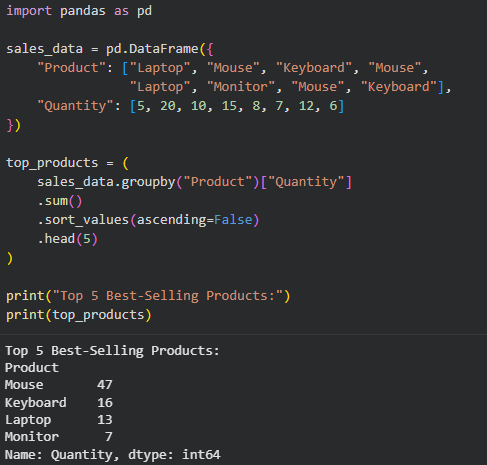 import pandas as pd

sales_data = pd.DataFrame({
    "Product": ["Laptop", "Mouse", "Keyboard", "Mouse",
                "Laptop", "Monitor", "Mouse", "Keyboard"],
    "Quantity": [5, 20, 10, 15, 8, 7, 12, 6]
})

top_products = (
    sales_data.groupby("Product")["Quantity"]
    .sum()
    .sort_values(ascending=False)
    .head(5)
)

print("Top 5 Best-Selling Products:")
print(top_products)
Top 5 Best-Selling Products:
Product
Mouse       47
Keyboard    16
Laptop      13
Monitor      7
Name: Quantity, dtype: int64